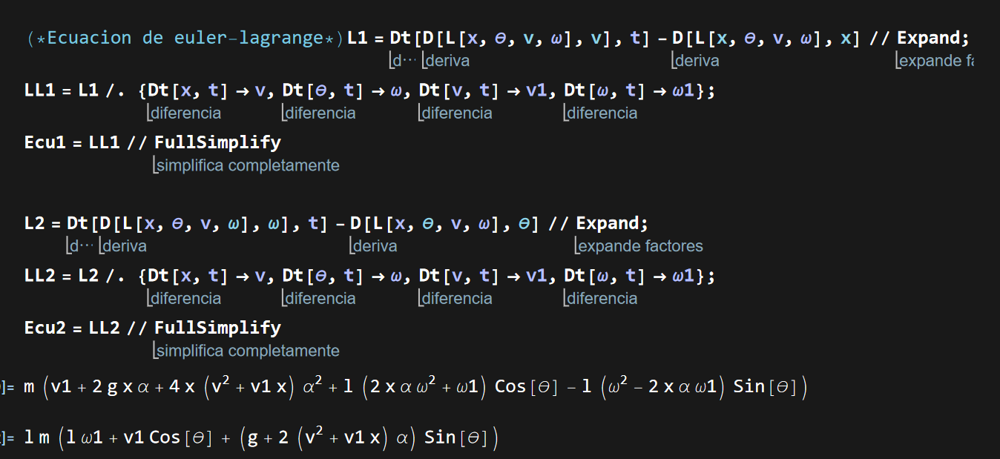 (*Ecuacion de euler-lagrange*)L1 = Dt[D[L[x, θ, v, ω], v], t] - D[L[x, θ, v, ω], x] // Expand;
d⋯ deriva deriva expande fa
LL1 = L1 /. {Dt[x, t] → v, Dt[θ, t] → ω, Dt[v, t] → v1, Dt[ω, t] → ω1};
diferencia diferencia diferencia diferencia
Ecu1 = LL1 // FullSimplify
simplifica completamente
L2 = Dt[D[L[x, θ, v, ω], ω], t] - D[L[x, θ, v, ω], θ] // Expand;
d⋯ deriva deriva expande factores
LL2 = L2 /. {Dt[x, t] → v, Dt[θ, t] → ω, Dt[v, t] → v1, Dt[ω, t] → ω1};
diferencia diferencia diferencia diferencia
Ecu2 = LL2 // FullSimplify
simplifica completamente
]= m (v1 + 2 g x α + 4 x (v² + v1 x) α² + l (2 x α ω² + ω1) Cos[θ] - l (ω² - 2 x α ω1) Sin[θ])
]= l m (l ω1 + v1 Cos[θ] + (g + 2 (v² + v1 x) α) Sin[θ])